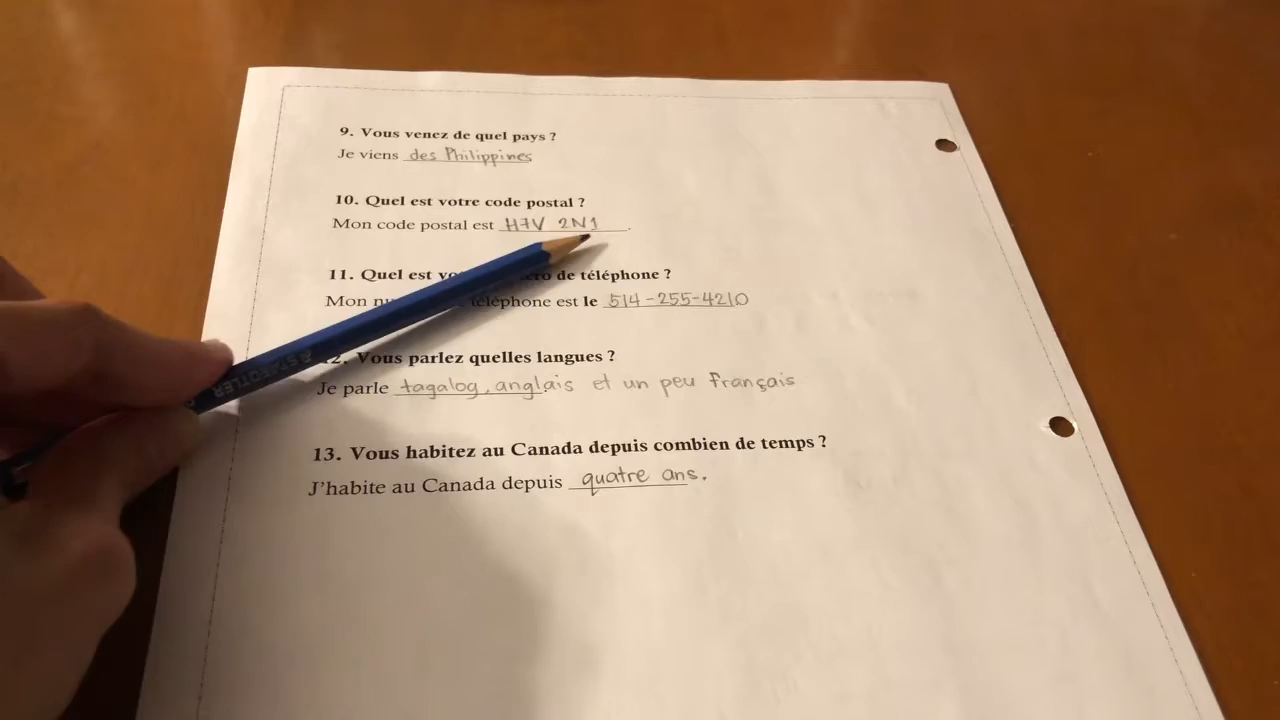 9. Vous venez de quel pays ?
Je viens des Philippines
10. Quel est votre code postal ?
Mon code postal est H7V 2N1.
11. Quel est de téléphone ?
Mon téléphone est le 514-255-4210
12. Vous parlez quelles langues ?
Je parle tagalog, anglais et un peu français
13. Vous habitez au Canada depuis combien de temps ?
J'habite au Canada depuis quatre ans.
STAEDTLER